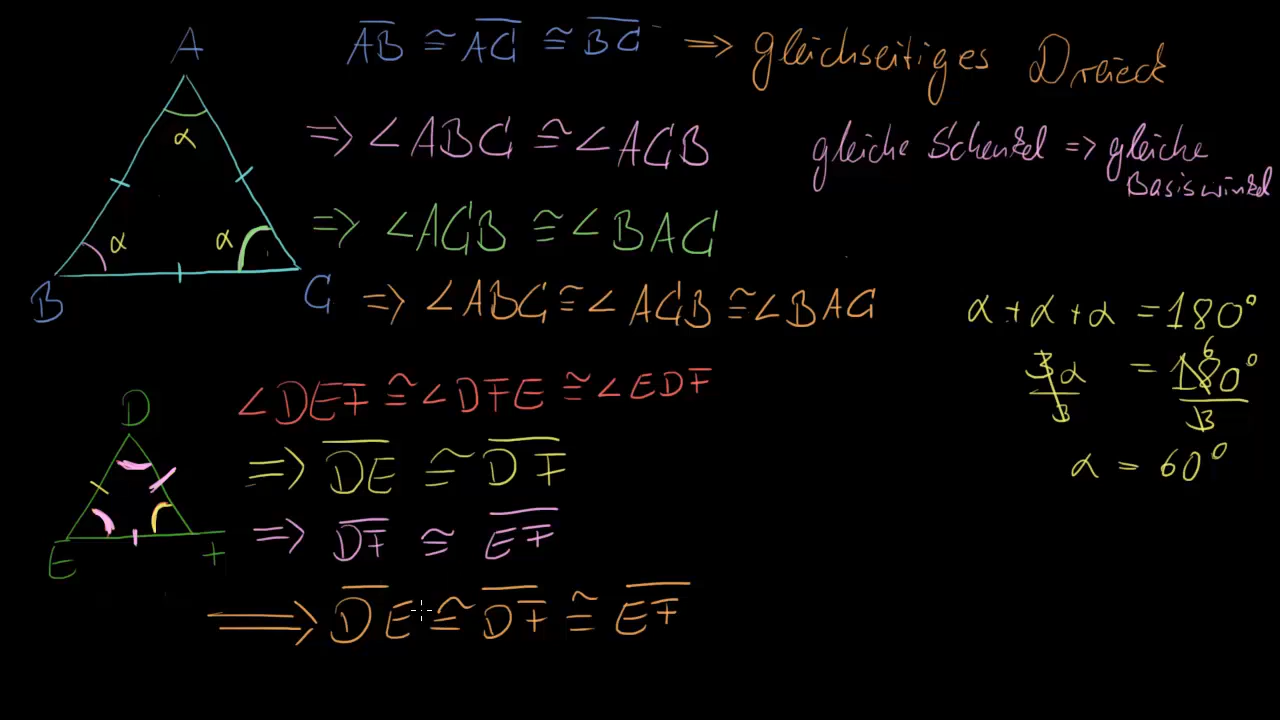 A
α
α
α
B
C
AB ≅ AC ≅ BC ⇒ gleichseitiges Dreieck
⇒ ∠ABC ≅ ∠ACB
gleiche Schenkel ⇒ gleiche
Basiswinkel
⇒ ∠ACB ≅ ∠BAC
⇒ ∠ABC ≅ ∠ACB ≅ ∠BAC
α + α + α = 180°
3α = 180°
3 3
6
α = 60°
D
E
F
∠DEF ≅ ∠DFE ≅ ∠EDF
⇒ DE ≅ DF
⇒ DF ≅ EF
⇒ DE ≅ DF ≅ EF